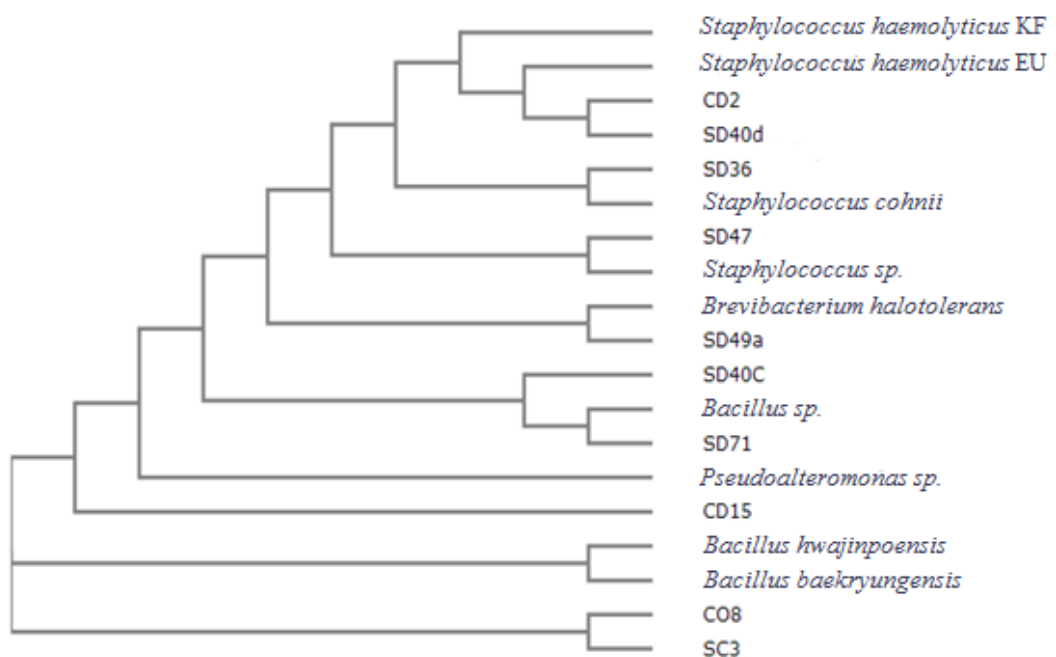 Staphylococcus haemolyticus KF
Staphylococcus haemolyticus EU
CD2
SD40d
SD36
Staphylococcus cohnii
SD47
Staphylococcus sp.
Brevibacterium halotolerans
SD49a
SD40C
Bacillus sp.
SD71
Pseudoalteromonas sp.
CD15
Bacillus hwajinpoensis
Bacillus baekryungensis
CO8
SC3